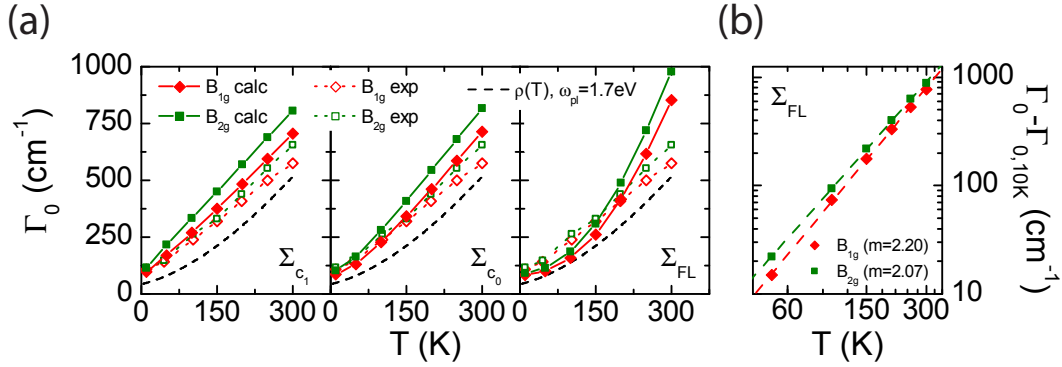 (a)
(b)
1000
750
500
250
0
Γ₀ (cm⁻¹)
B₁g calc
B₂g calc
B₁g exp
B₂g exp
ρ(T), ωₚₗ=1.7eV
Σc₁
Σc₀
Σ_FL
0 150 300
0 150 300
0 150 300
T (K)
Σ_FL
B₁g (m=2.20)
B₂g (m=2.07)
1000
100
10
Γ₀-Γ₀,₁₀K (cm⁻¹)
60 150 300
T (K)